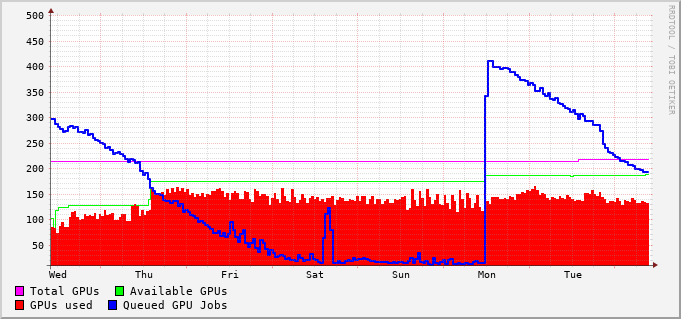 500
450
400
350
300
250
200
150
100
50
Wed Thu Fri Sat Sun Mon Tue
Total GPUs Available GPUs
GPUs used Queued GPU Jobs
RRDTOOL / TOBI OETIKER